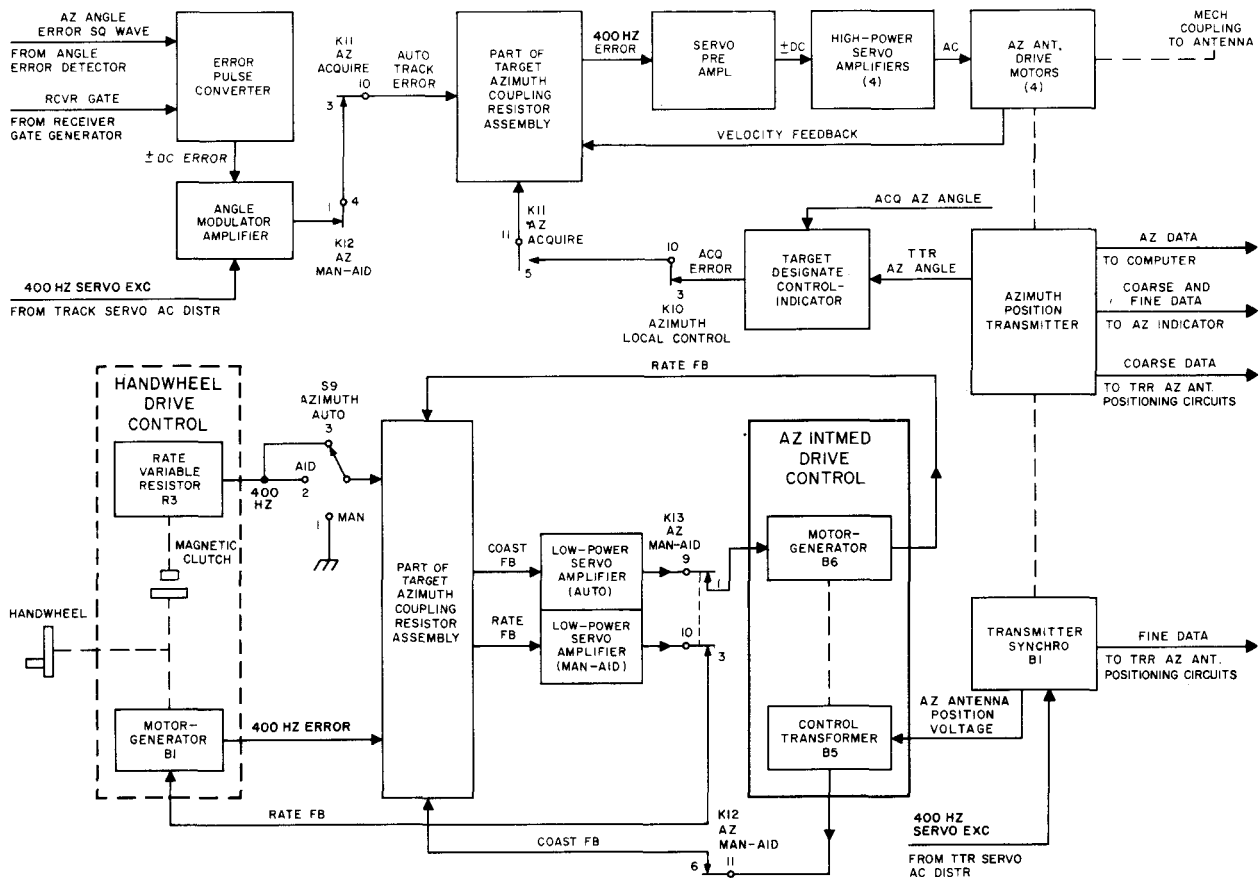 AZ ANGLE
ERROR SQ WAVE
FROM ANGLE
ERROR DETECTOR
RCVR GATE
FROM RECEIVER
GATE GENERATOR
ERROR
PULSE
CONVERTER
± DC ERROR
ANGLE
MODULATOR
AMPLIFIER
400 HZ SERVO EXC
FROM TRACK SERVO AC DISTR
K11
AZ
ACQUIRE
10
3
AUTO
TRACK
ERROR
1
4
K12
AZ
MAN-AID
PART OF
TARGET
AZIMUTH
COUPLING
RESISTOR
ASSEMBLY
400 HZ
ERROR
SERVO
PRE
AMPL
±DC
HIGH-POWER
SERVO
AMPLIFIERS
(4)
AC
AZ ANT.
DRIVE
MOTORS
(4)
MECH
COUPLING
TO ANTENNA
VELOCITY FEEDBACK
K11
AZ
ACQUIRE
11
5
10
3
K10
AZIMUTH
LOCAL CONTROL
ACQ
ERROR
ACQ AZ ANGLE
TARGET
DESIGNATE
CONTROL-
INDICATOR
TTR
AZ ANGLE
AZIMUTH
POSITION
TRANSMITTER
AZ DATA
TO COMPUTER
COARSE AND
FINE DATA
TO AZ INDICATOR
COARSE DATA
TO TRR AZ ANT.
POSITIONING CIRCUITS
HANDWHEEL
DRIVE
CONTROL
RATE
VARIABLE
RESISTOR
R3
MAGNETIC
CLUTCH
HANDWHEEL
MOTOR-
GENERATOR
B1
S9
AZIMUTH
AUTO
3
AID
2
400
HZ
1
MAN
400 HZ ERROR
PART OF
TARGET
AZIMUTH
COUPLING
RESISTOR
ASSEMBLY
RATE FB
COAST
FB
RATE
FB
LOW-POWER
SERVO
AMPLIFIER
(AUTO)
LOW-POWER
SERVO
AMPLIFIER
(MAN-AID)
K13
AZ
MAN-AID
9
1
10
3
AZ INTMED
DRIVE
CONTROL
MOTOR-
GENERATOR
B6
CONTROL
TRANSFORMER
B5
TRANSMITTER
SYNCHRO
B1
FINE DATA
TO TRR AZ ANT.
POSITIONING CIRCUITS
AZ ANTENNA
POSITION
VOLTAGE
RATE FB
COAST FB
K12
AZ
MAN-AID
6
11
400 HZ
SERVO EXC
FROM TTR SERVO
AC DISTR